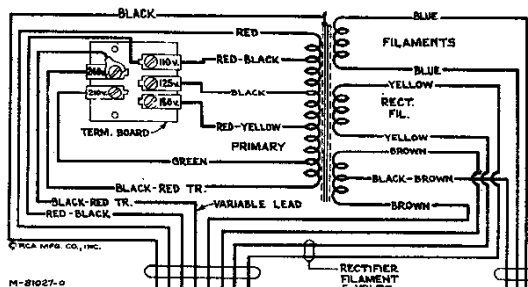 BLACK
BLUE
RED
FILAMENTS
RED-BLACK
110v.
BLUE
240v.
YELLOW
125v.
BLACK
RECT.
FIL.
210v.
150v.
RED-YELLOW
TERM. BOARD
PRIMARY
YELLOW
BROWN
GREEN
BLACK-BROWN
BLACK-RED TR.
BLACK-RED TR.
VARIABLE LEAD
BROWN
RED-BLACK
© RCA MFG. CO., INC.
RECTIFIER
FILAMENT
M-81027-0